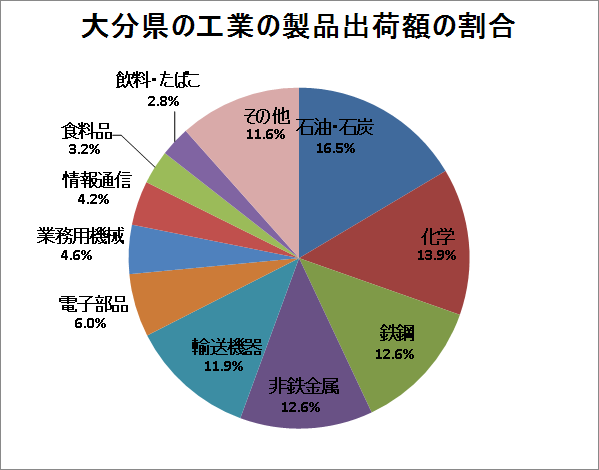 大分県の工業の製品出荷額の割合
石油・石炭
16.5%
化学
13.9%
鉄鋼
12.6%
非鉄金属
12.6%
輸送機器
11.9%
電子部品
6.0%
業務用機械
4.6%
情報通信
4.2%
食料品
3.2%
飲料・たばこ
2.8%
その他
11.6%